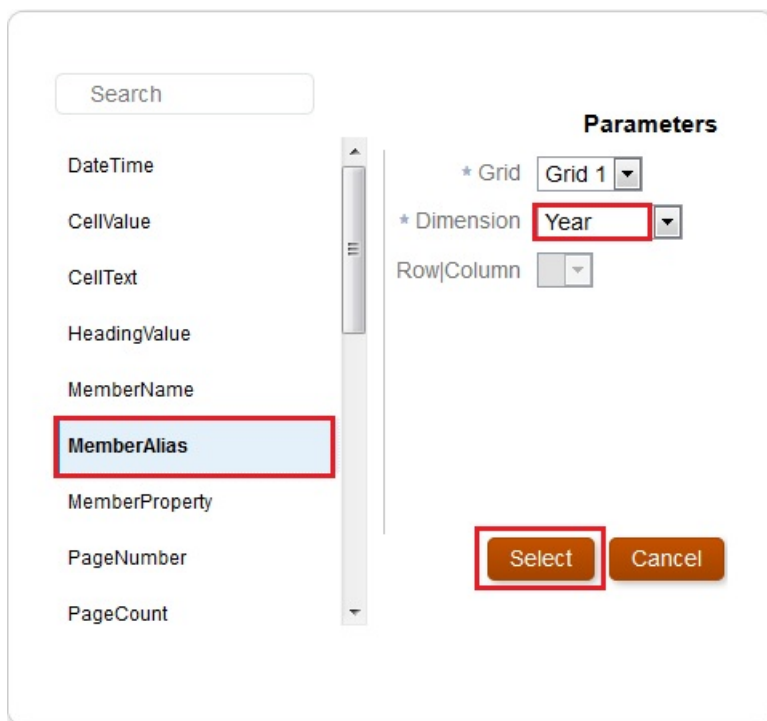 Search
DateTime
CellValue
CellText
HeadingValue
MemberName
MemberAlias
MemberProperty
PageNumber
PageCount
Parameters
* Grid Grid 1
* Dimension Year
Row|Column
Select Cancel